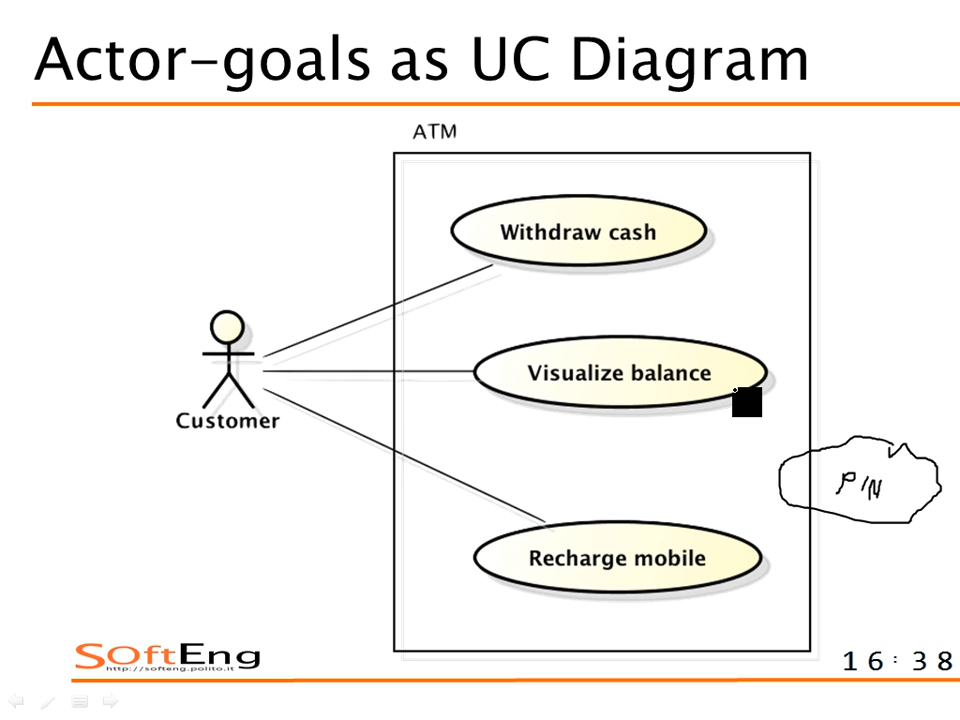 Actor-goals as UC Diagram
ATM
Withdraw cash
Visualize balance
Customer
PIN
Recharge mobile
SoftEng
http://softeng.polito.it
16:38